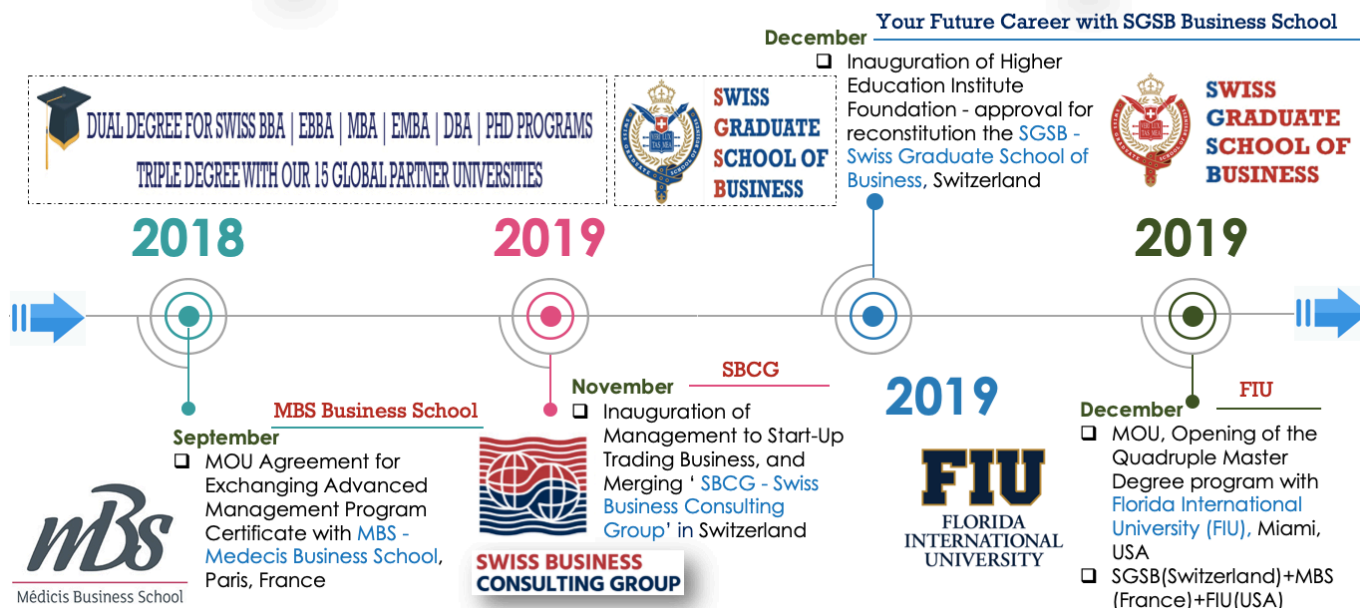 Your Future Career with SGSB Business School
DUAL DEGREE FOR SWISS BBA | EBBA | MBA | EMBA | DBA | PHD PROGRAMS
TRIPLE DEGREE WITH OUR 15 GLOBAL PARTNER UNIVERSITIES
SWISS
GRADUATE
SCHOOL OF
BUSINESS
December
❑ Inauguration of Higher
Education Institute
Foundation - approval for
reconstitution the SGSB -
Swiss Graduate School of
Business, Switzerland
SWISS
GRADUATE
SCHOOL OF
BUSINESS
2018
2019
2019
MBS Business School
September
❑ MOU Agreement for
Exchanging Advanced
Management Program
Certificate with MBS -
Medecis Business School,
Paris, France
mBs
Médicis Business School
SBCG
November
❑ Inauguration of
Management to Start-Up
Trading Business, and
Merging ‘ SBCG - Swiss
Business Consulting
Group’ in Switzerland
SWISS BUSINESS
CONSULTING GROUP
2019
FIU
FLORIDA
INTERNATIONAL
UNIVERSITY
FIU
December
❑ MOU, Opening of the
Quadruple Master
Degree program with
Florida International
University (FIU), Miami,
USA
❑ SGSB(Switzerland)+MBS
(France)+FIU(USA)